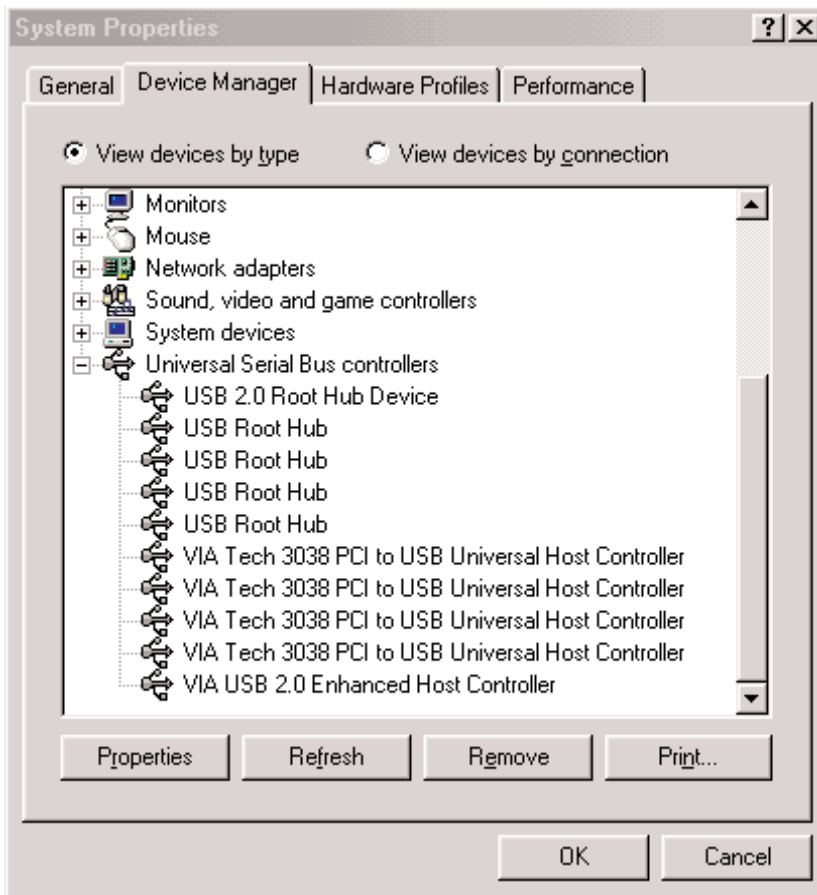 System Properties
General Device Manager Hardware Profiles Performance
View devices by type View devices by connection
Monitors
Mouse
Network adapters
Sound, video and game controllers
System devices
Universal Serial Bus controllers
USB 2.0 Root Hub Device
USB Root Hub
USB Root Hub
USB Root Hub
USB Root Hub
VIA Tech 3038 PCI to USB Universal Host Controller
VIA Tech 3038 PCI to USB Universal Host Controller
VIA Tech 3038 PCI to USB Universal Host Controller
VIA Tech 3038 PCI to USB Universal Host Controller
VIA USB 2.0 Enhanced Host Controller
Properties Refresh Remove Print...
OK Cancel